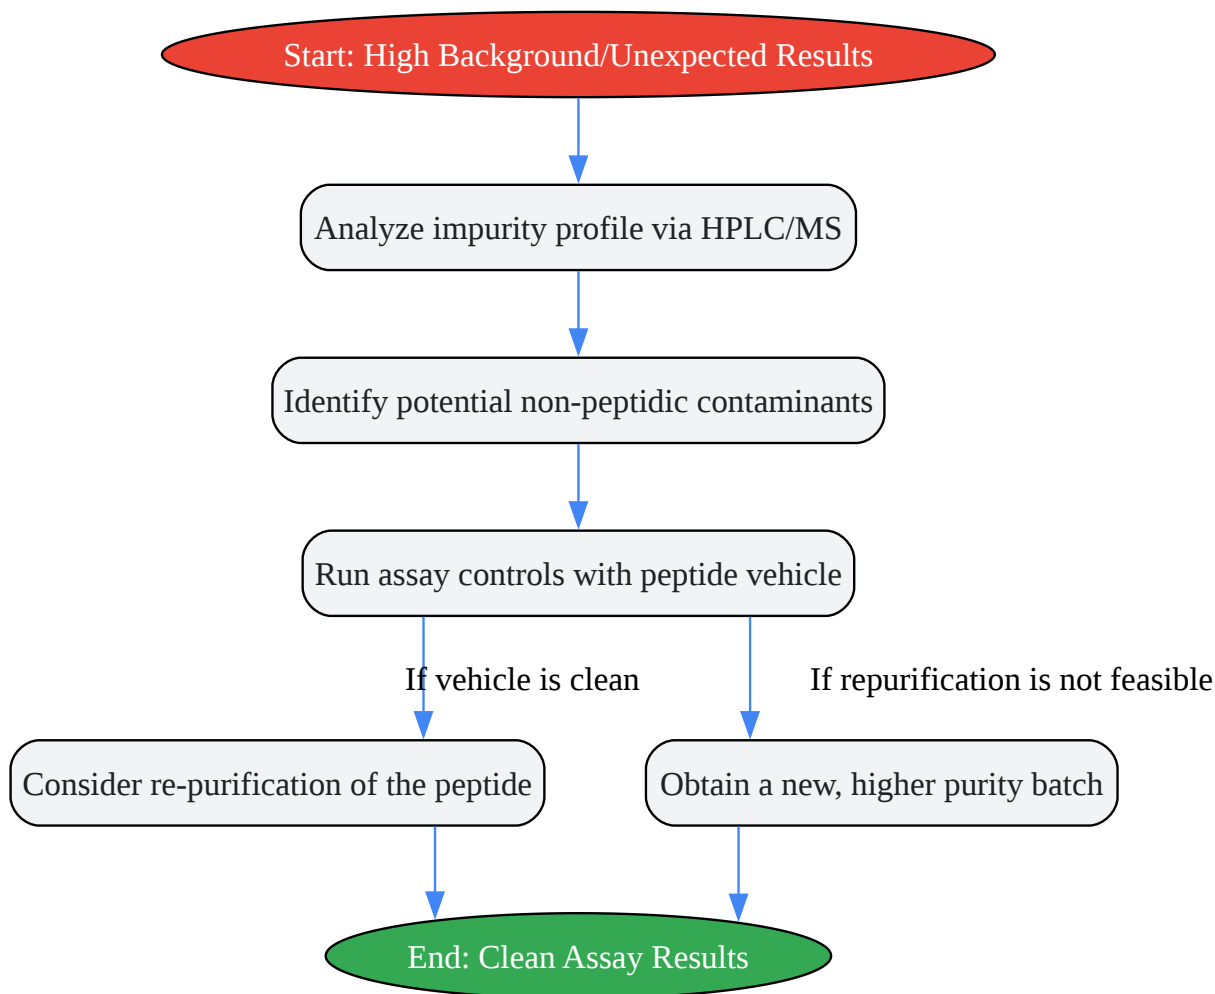 Start: High Background/Unexpected Results
Analyze impurity profile via HPLC/MS
Identify potential non-peptidic contaminants
Run assay controls with peptide vehicle
If vehicle is clean
If repurification is not feasible
Consider re-purification of the peptide
Obtain a new, higher purity batch
End: Clean Assay Results